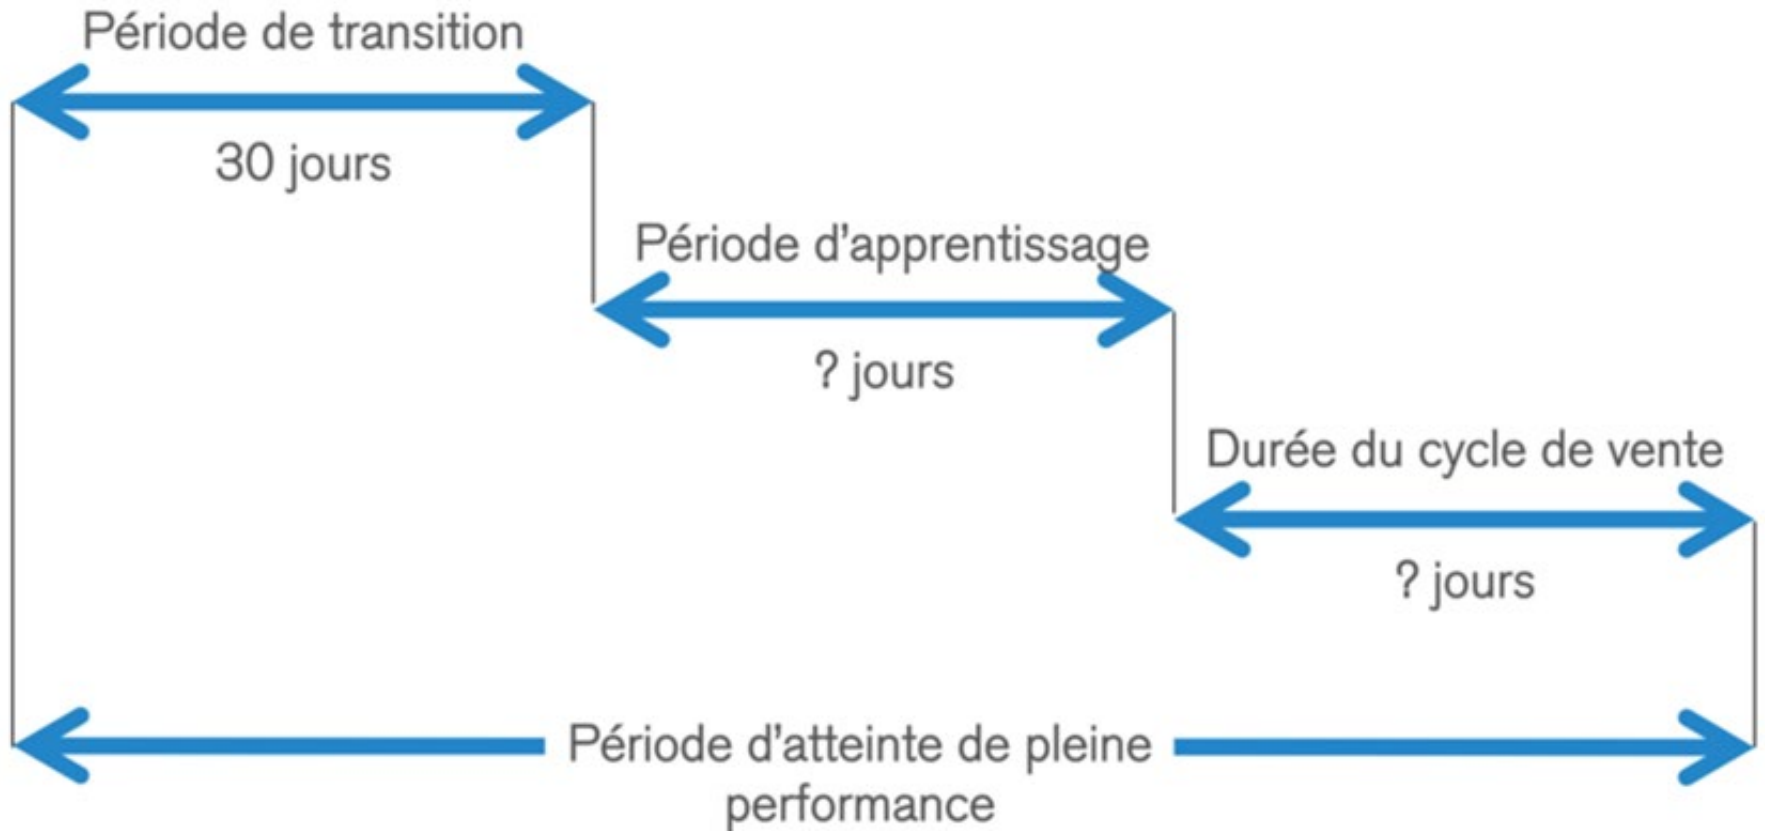 Période de transition
30 jours
Période d'apprentissage
? jours
Durée du cycle de vente
? jours
Période d'atteinte de pleine
performance